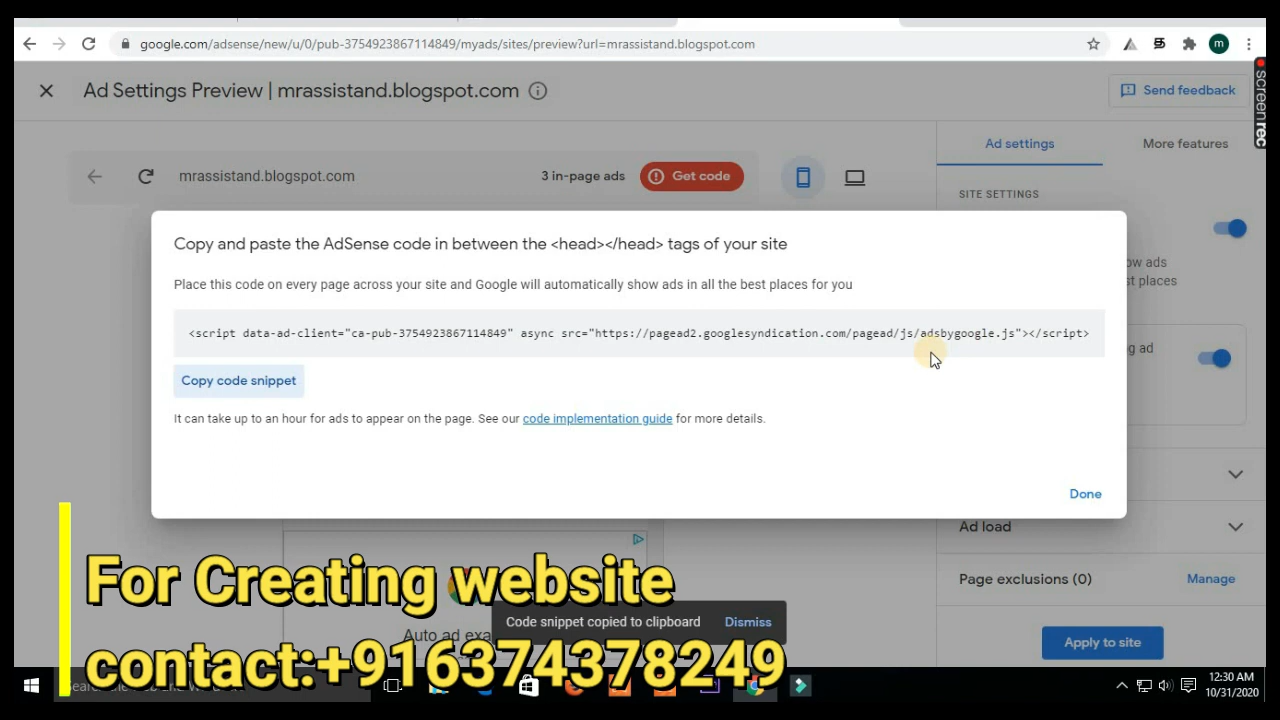 google.com/adsense/new/u/0/pub-3754923867114849/myads/sites/preview?url=mrassistand.blogspot.com
m
Ad Settings Preview | mrassistand.blogspot.com
Send feedback
screenrec
Ad settings
More features
mrassistand.blogspot.com
3 in-page ads
Get code
SITE SETTINGS
Copy and paste the AdSense code in between the <head></head> tags of your site
Place this code on every page across your site and Google will automatically show ads in all the best places for you
ow ads
st places
<script data-ad-client="ca-pub-3754923867114849" async src="https://pagead2.googlesyndication.com/pagead/js/adsbygoogle.js"></script>
g ad
Copy code snippet
It can take up to an hour for ads to appear on the page. See our code implementation guide for more details.
Done
Ad load
Page exclusions (0)
Manage
For Creating website
Code snippet copied to clipboard
Dismiss
Auto ad exa
Apply to site
contact:+916374378249
12:30 AM
10/31/2020